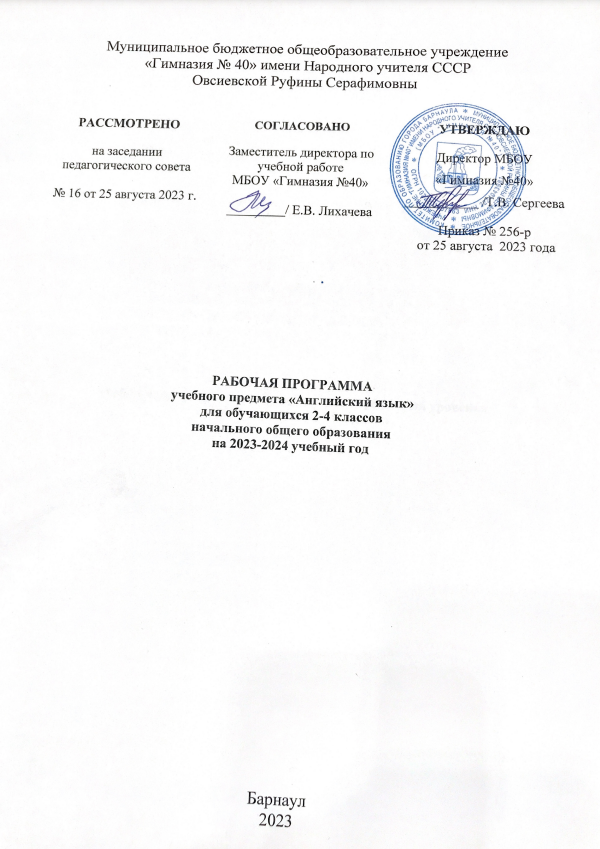 Муниципальное бюджетное общеобразовательное учреждение
«Гимназия № 40» имени Народного учителя СССР
Овсиевской Руфины Серафимовны
РАССМОТРЕНО
на заседании
педагогического совета
№ 16 от 25 августа 2023 г.
СОГЛАСОВАНО
Заместитель директора по
учебной работе
МБОУ «Гимназия №40»
/ Е.В. Лихачева
УТВЕРЖДАЮ
Директор МБОУ
«Гимназия №40»
/Т.В. Сергеева
Приказ № 256-р
от 25 августа 2023 года
РАБОЧАЯ ПРОГРАММА
учебного предмета «Английский язык»
для обучающихся 2-4 классов
начального общего образования
на 2023-2024 учебный год
Барнаул
2023